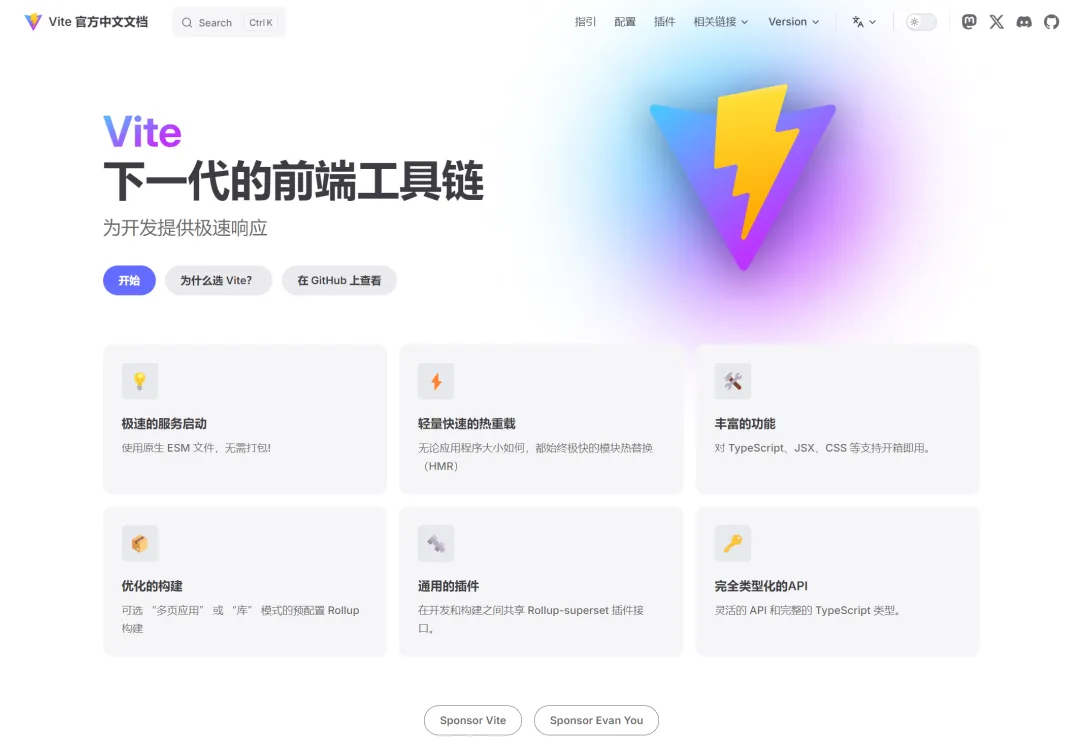 Vite 官方中文文档
Search
Ctrl K
指引
配置
插件
相关链接
Version
Vite
下一代的前端工具链
为开发提供极速响应
开始
为什么选 Vite?
在 GitHub 上查看
极速的服务启动
使用原生 ESM 文件，无需打包!
轻量快速的热重载
无论应用程序大小如何，都始终极快的模块热替换
（HMR）
丰富的功能
对 TypeScript、JSX、CSS 等支持开箱即用。
优化的构建
可选 “多页应用” 或 “库” 模式的预配置 Rollup
构建
通用的插件
在开发和构建之间共享 Rollup-superset 插件接
口。
完全类型化的API
灵活的 API 和完整的 TypeScript 类型。
Sponsor Vite
Sponsor Evan You